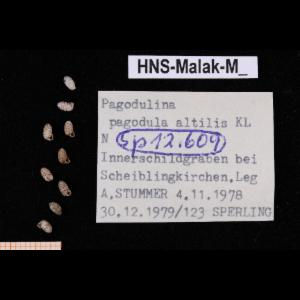 HNS-Malak-M_
Pagodulina
pagodula altilis KL
N Sp12.609
Innerschildgraben bei
Scheiblingkirchen,Leg
A,STUMMER 4.11.1978
30.12.1979/123 SPERLING